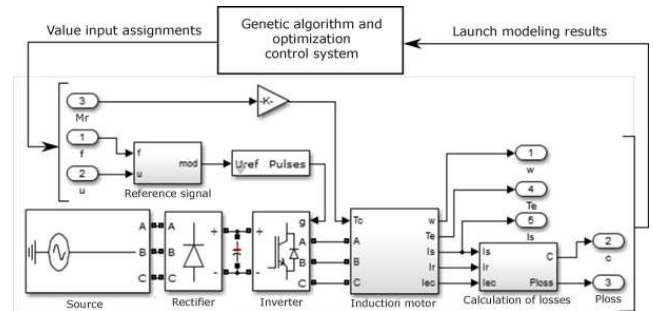 Value input assignments
Genetic algorithm and
optimization
control system
Launch modeling results
3
Mr
-K-
1
f
2
u
f
u
mod
Reference signal
Uref Pulses
1
w
4
Te
5
Is
A
B
C
Source
A
B
C
+
-
Rectifier
+
-
g
A
B
C
Inverter
Tc
A
B
C
w
Te
Is
Ir
Iec
Induction motor
Is
Ir
Iec
C
Ploss
Calculation of losses
2
c
3
Ploss